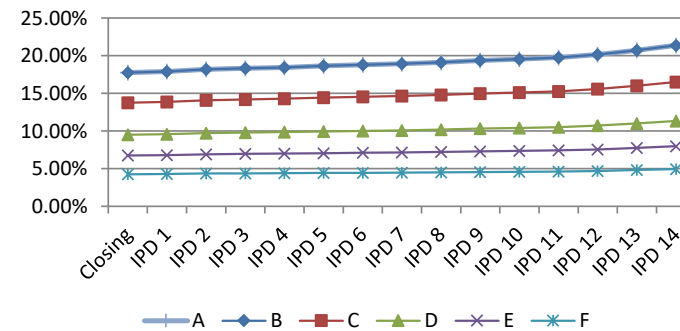 25.00%
20.00%
15.00%
10.00%
5.00%
0.00%
Closing
IPD 1
IPD 2
IPD 3
IPD 4
IPD 5
IPD 6
IPD 7
IPD 8
IPD 9
IPD 10
IPD 11
IPD 12
IPD 13
IPD 14
A B C D E F